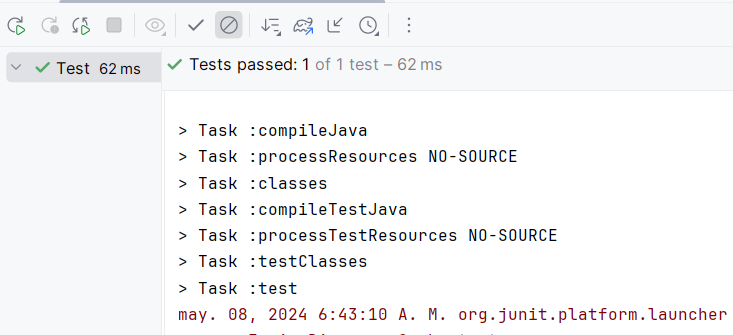 Test 62 ms
Tests passed: 1 of 1 test – 62 ms
> Task :compileJava
> Task :processResources NO-SOURCE
> Task :classes
> Task :compileTestJava
> Task :processTestResources NO-SOURCE
> Task :testClasses
> Task :test
may. 08, 2024 6:43:10 A. M. org.junit.platform.launcher